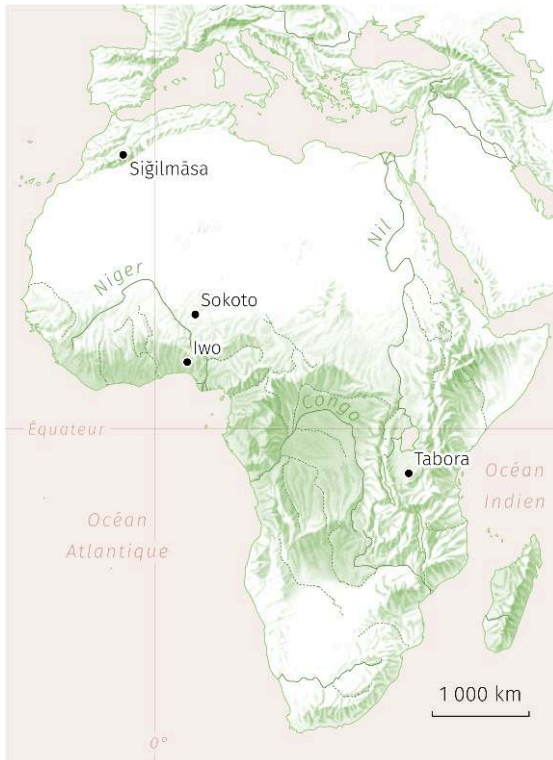 Siğilmāsa
Nil
Niger
Sokoto
Iwo
Congo
Équateur
Tabora
Océan
Indien
Océan
Atlantique
1 000 km
0°